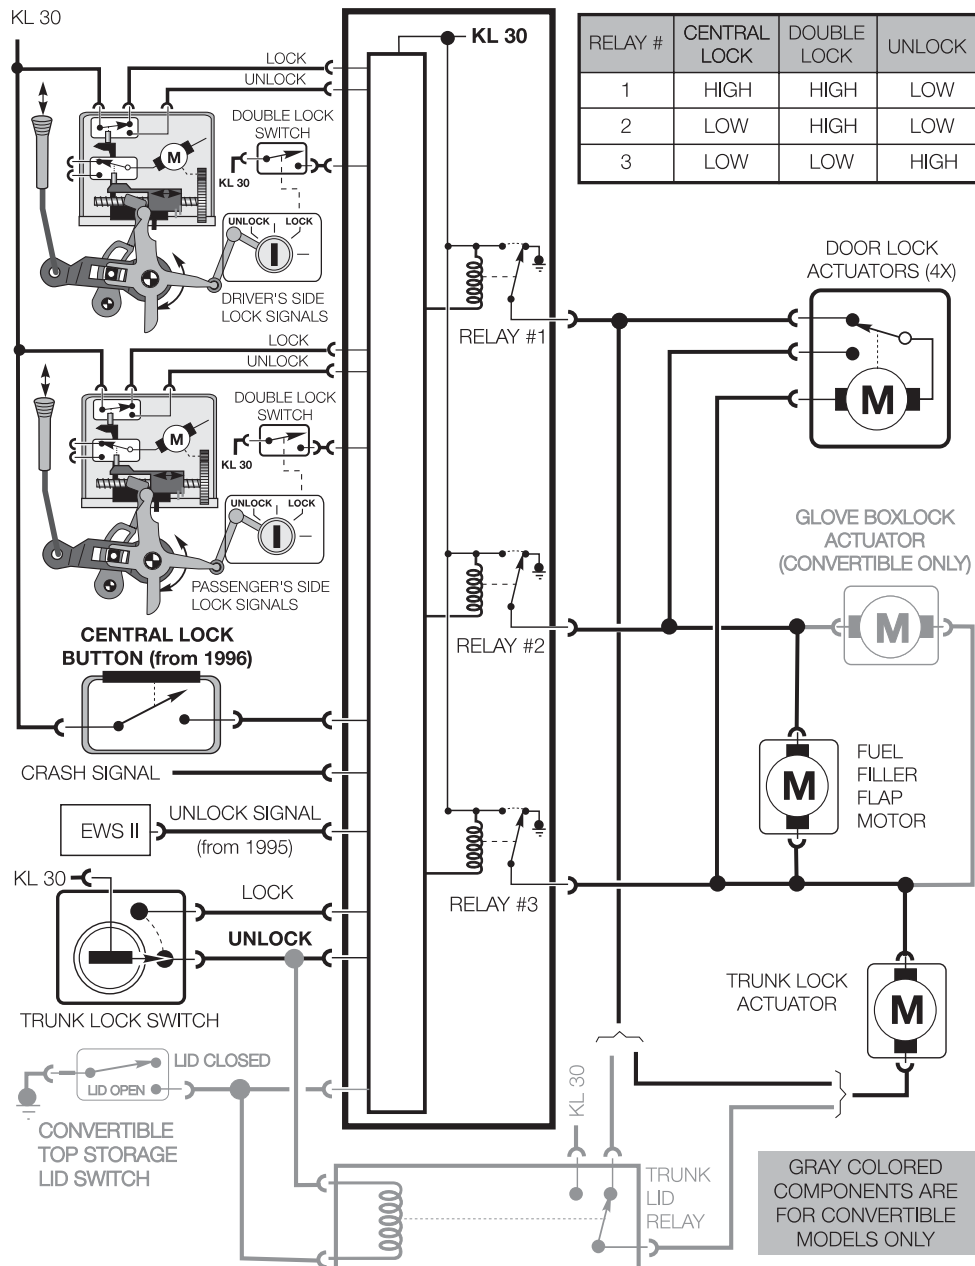 KL 30
LOCK
UNLOCK
DOUBLE LOCK
SWITCH
KL 30
M
UNLOCK
LOCK
DRIVER'S SIDE
LOCK SIGNALS
LOCK
UNLOCK
DOUBLE LOCK
SWITCH
KL 30
M
UNLOCK
LOCK
PASSENGER'S SIDE
LOCK SIGNALS
CENTRAL LOCK
BUTTON (from 1996)
CRASH SIGNAL
EWS II
UNLOCK SIGNAL
(from 1995)
KL 30
LOCK
UNLOCK
TRUNK LOCK SWITCH
LID CLOSED
LID OPEN
CONVERTIBLE
TOP STORAGE
LID SWITCH
KL 30
RELAY #1
RELAY #2
RELAY #3
RELAY # CENTRAL LOCK DOUBLE LOCK UNLOCK
1 HIGH HIGH LOW
2 LOW HIGH LOW
3 LOW LOW HIGH
DOOR LOCK
ACTUATORS (4X)
M
GLOVE BOXLOCK
ACTUATOR
(CONVERTIBLE ONLY)
M
M
FUEL
FILLER
FLAP
MOTOR
TRUNK LOCK
ACTUATOR
M
KL 30
TRUNK
LID
RELAY
GRAY COLORED
COMPONENTS ARE
FOR CONVERTIBLE
MODELS ONLY